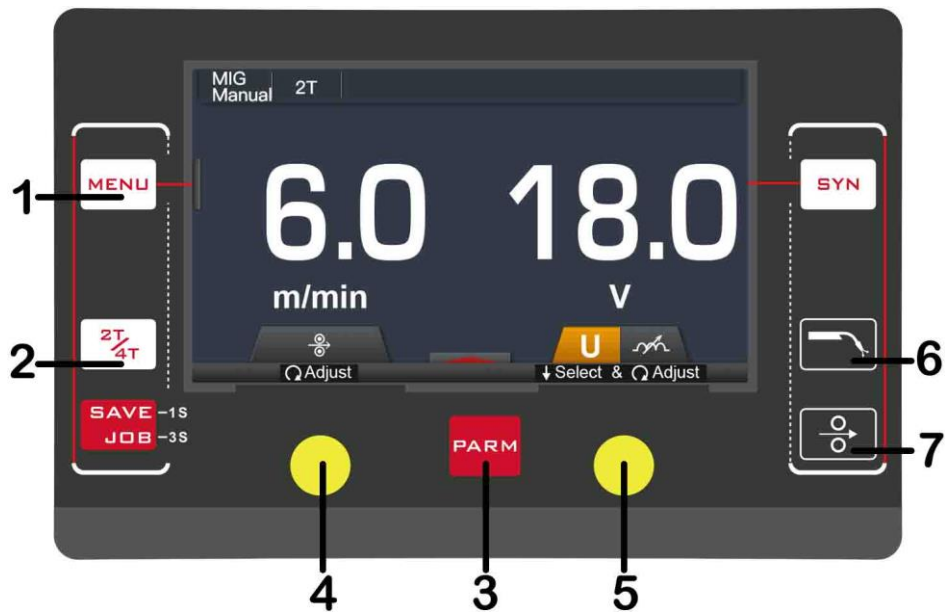 MIG
Manual
2T
MENU
SYN
6.0
18.0
m/min
V
1
2T/4T
2
U
Adjust
Select & Adjust
6
SAVE -1S
JOB -3S
PARM
7
4
3
5